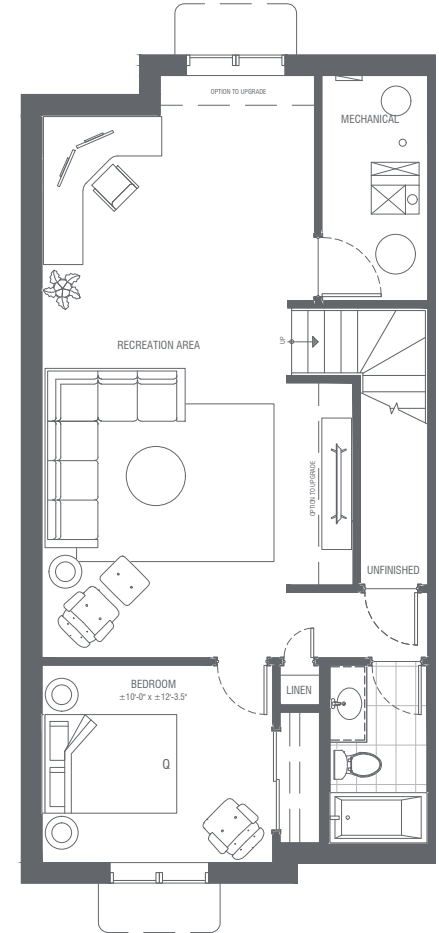 OPTION TO UPGRADE
MECHANICAL
RECREATION AREA
UP
OPTION TO UPGRADE
UNFINISHED
BEDROOM
±10'-0" x ±12'-3.5"
LINEN
Q